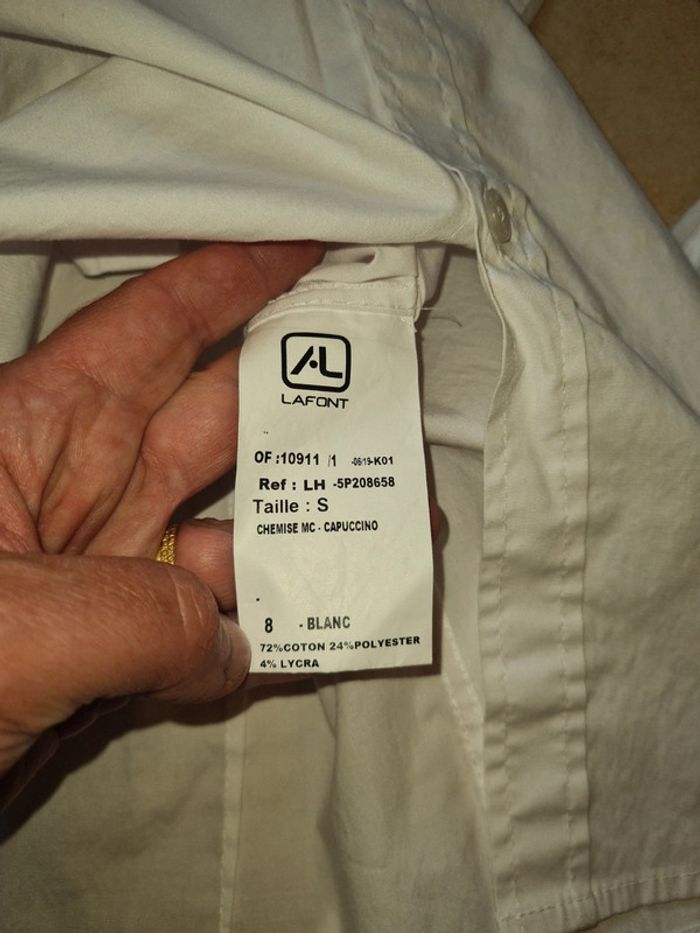 AL
LAFONT
OF :10911 /1 -06/19-K01
Ref : LH -5P208658
Taille : S
CHEMISE MC - CAPUCCINO
8 - BLANC
72%COTON 24%POLYESTER
4% LYCRA